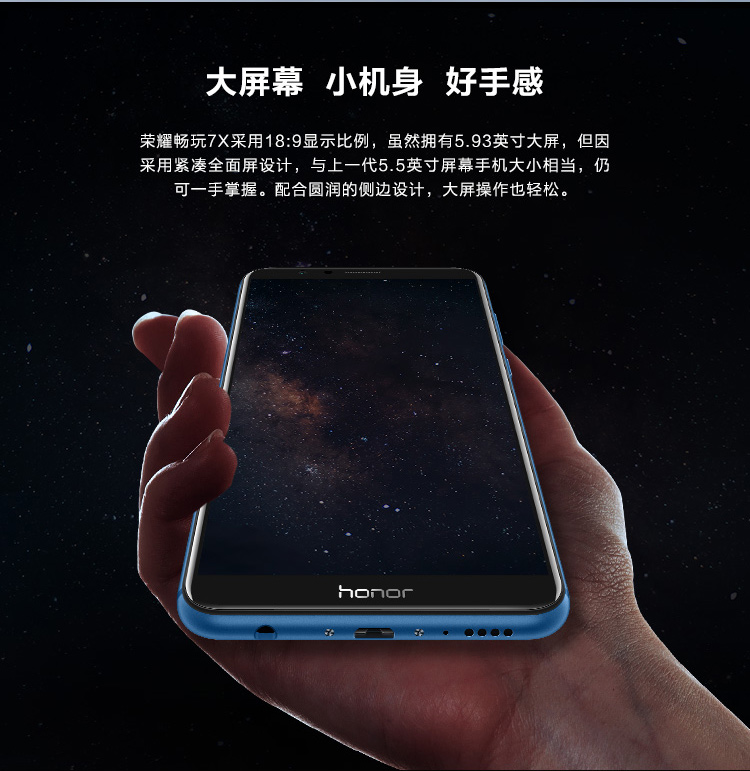 大屏幕 小机身 好手感
荣耀畅玩7X采用18:9显示比例，虽然拥有5.93英寸大屏，但因
采用紧凑全面屏设计，与上一代5.5英寸屏幕手机大小相当，仍
可一手掌握。配合圆润的侧边设计，大屏操作也轻松。
honor